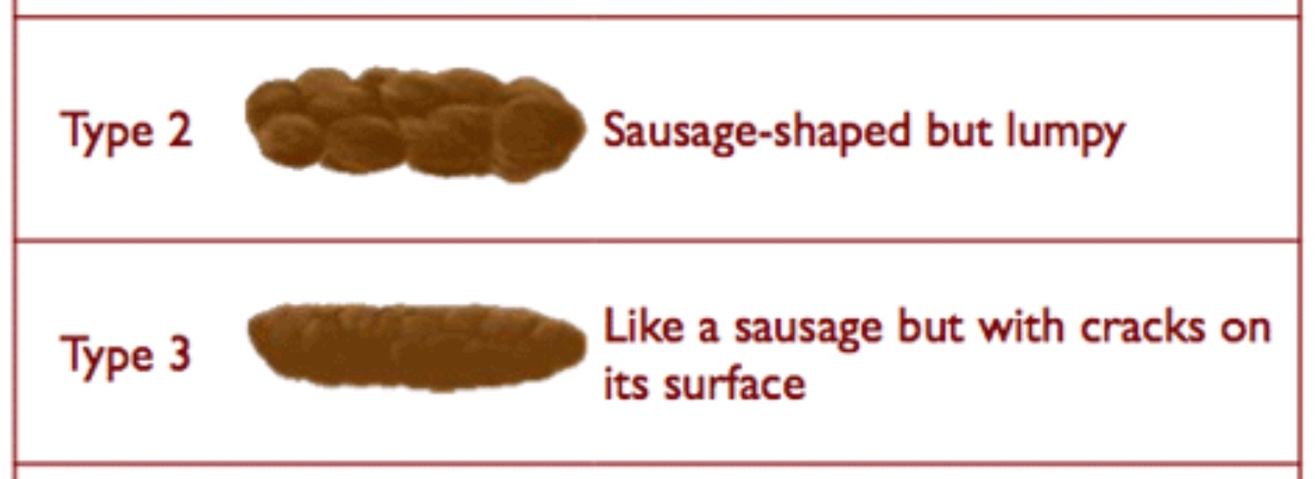 Type 2
Sausage-shaped but lumpy
Type 3
Like a sausage but with cracks on
its surface